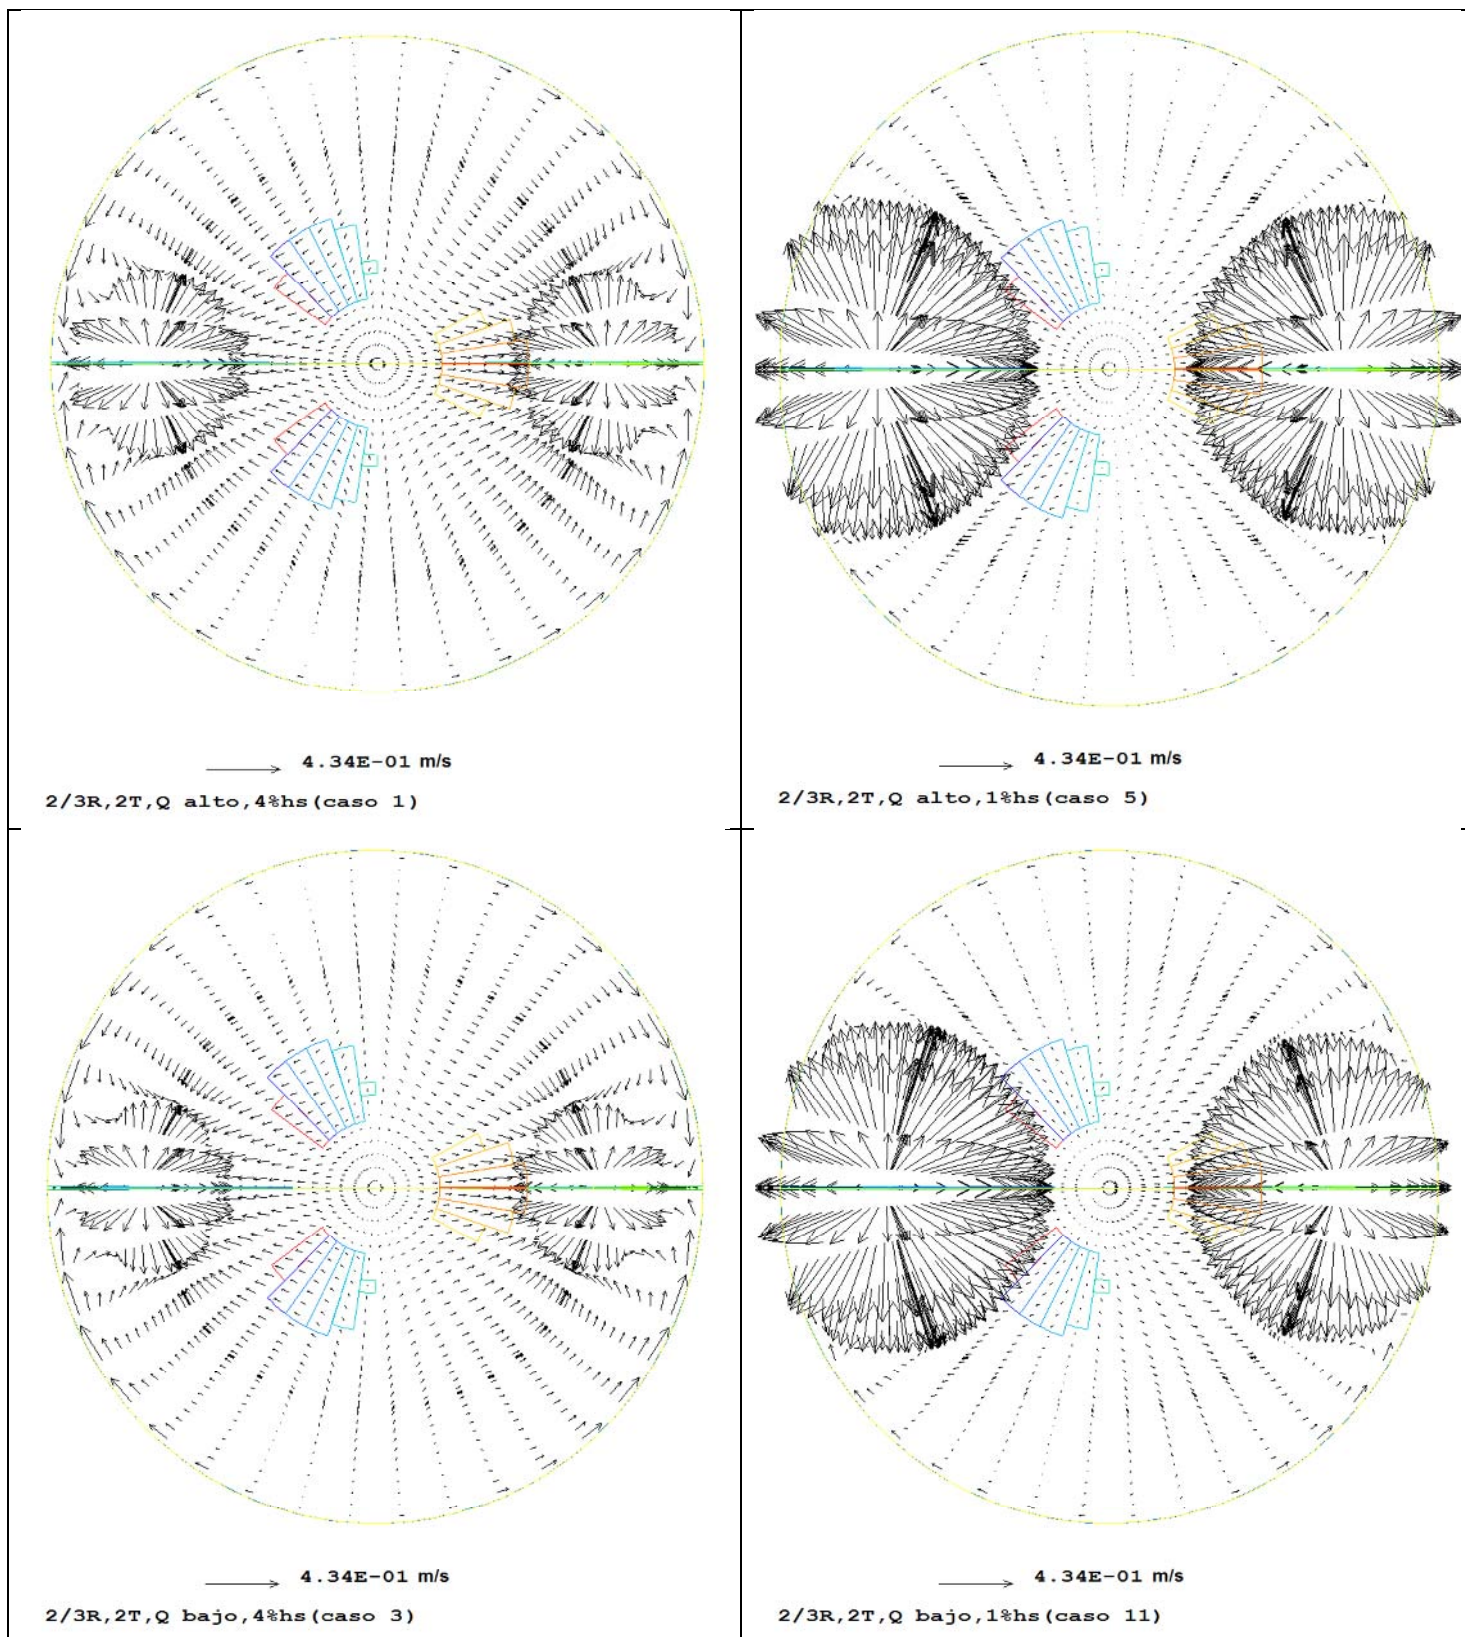 4.34E-01 m/s
2/3R,2T,Q alto,4%hs(caso 1)
4.34E-01 m/s
2/3R,2T,Q alto,1%hs(caso 5)
4.34E-01 m/s
2/3R,2T,Q bajo,4%hs(caso 3)
4.34E-01 m/s
2/3R,2T,Q bajo,1%hs(caso 11)